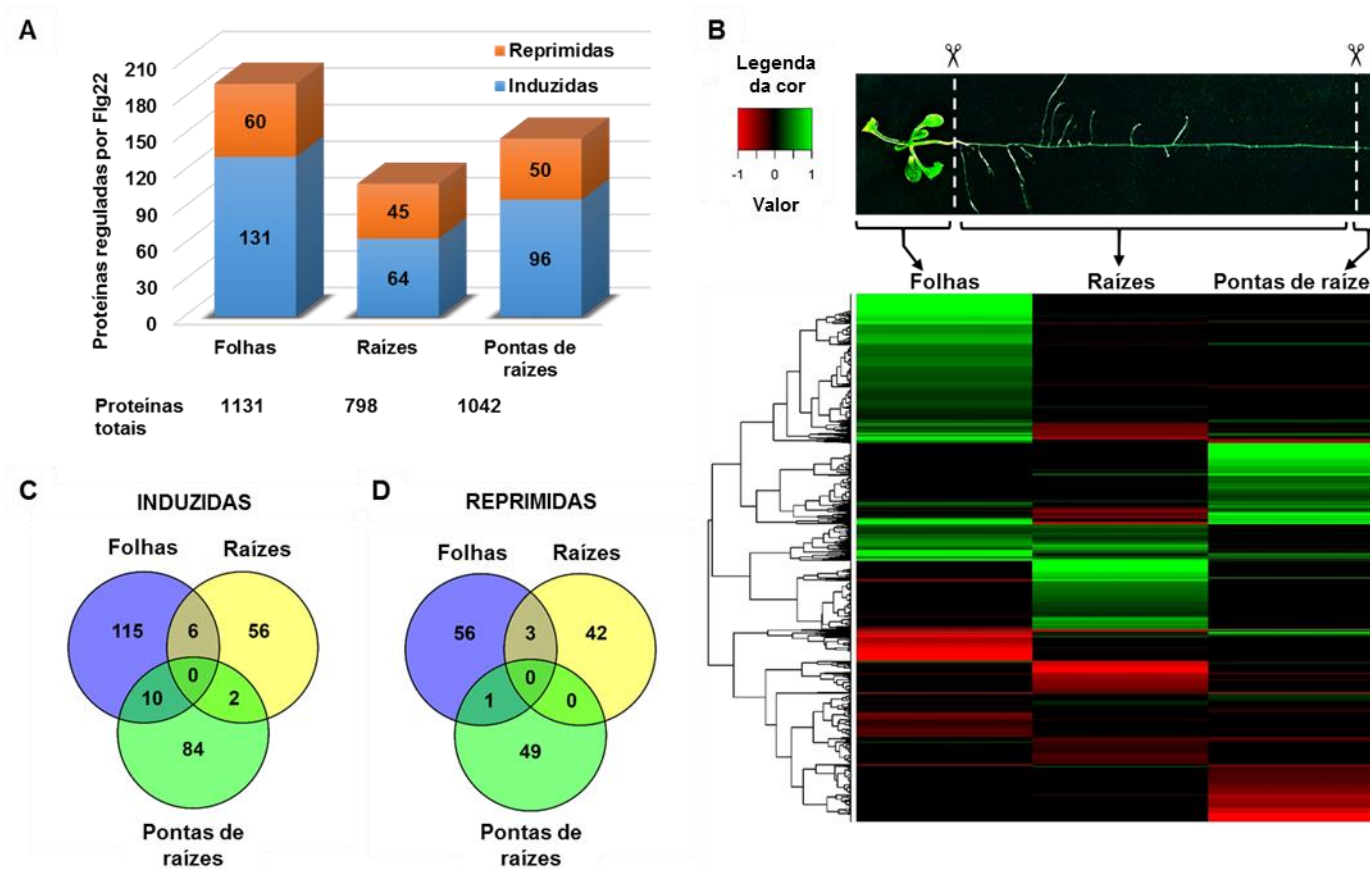 A
Proteínas reguladas por Flg22
210
180
150
120
90
60
30
0
Reprimidas
Induzidas
60
131
45
64
50
96
Folhas
Raízes
Pontas de
raízes
Proteínas
totais
1131
798
1042
B
Legenda
da cor
-1
0
1
Valor
Folhas
Raízes
Pontas de raíze
C
INDUZIDAS
Folhas
Raízes
115
6
56
0
10
2
84
Pontas de
raízes
D
REPRIMIDAS
Folhas
Raízes
56
3
42
0
1
0
49
Pontas de
raízes